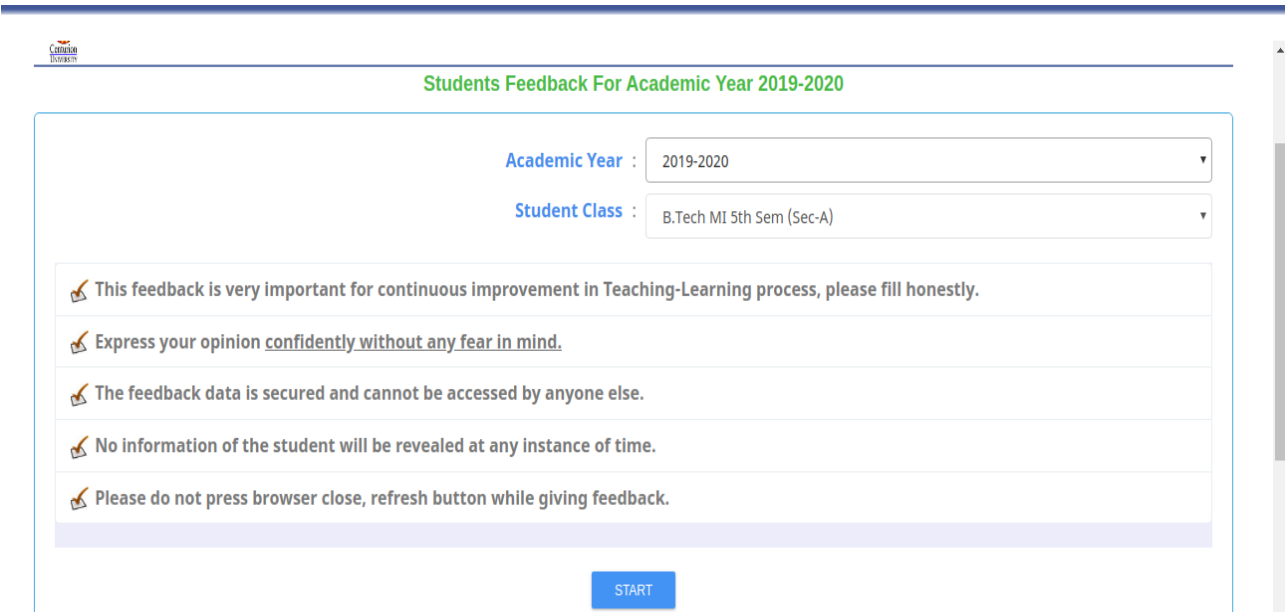 Centurion
University
Students Feedback For Academic Year 2019-2020
Academic Year : 2019-2020
Student Class : B.Tech MI 5th Sem (Sec-A)
This feedback is very important for continuous improvement in Teaching-Learning process, please fill honestly.
Express your opinion confidently without any fear in mind.
The feedback data is secured and cannot be accessed by anyone else.
No information of the student will be revealed at any instance of time.
Please do not press browser close, refresh button while giving feedback.
START